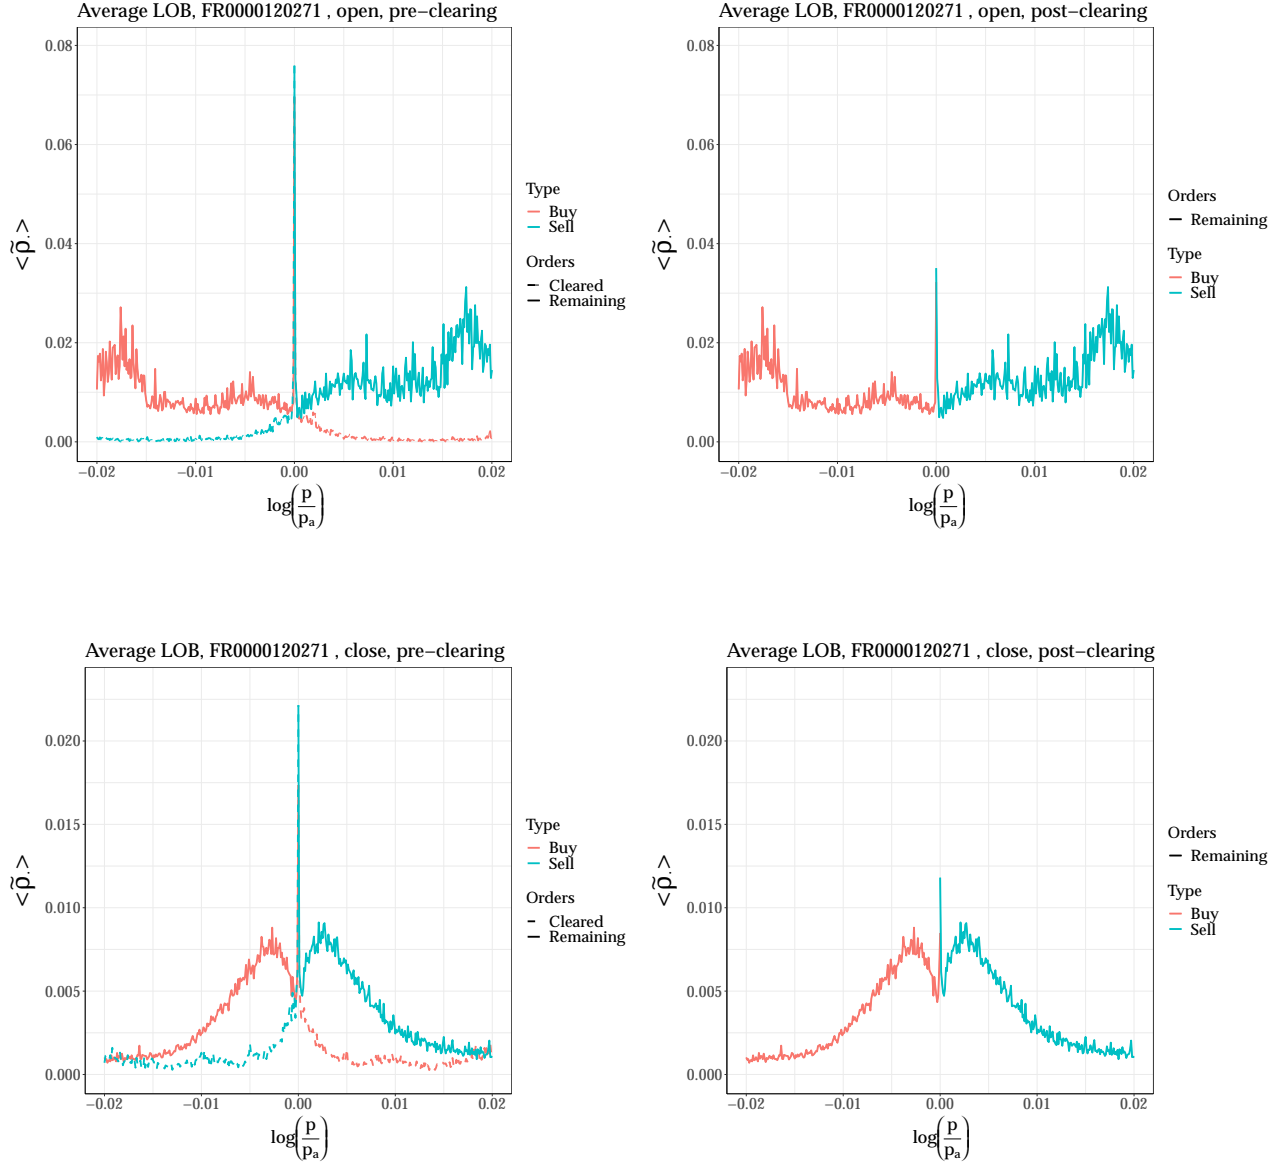 Average LOB, FR0000120271 , open, pre−clearing
0.08
0.06
0.04
0.02
0.00
−0.02 −0.01 0.00 0.01 0.02
<ρ̃.>
log(p/pa)
Type
Buy
Sell
Orders
Cleared
Remaining
Average LOB, FR0000120271 , open, post−clearing
0.08
0.06
0.04
0.02
0.00
−0.02 −0.01 0.00 0.01 0.02
<ρ̃.>
log(p/pa)
Orders
Remaining
Type
Buy
Sell
Average LOB, FR0000120271 , close, pre−clearing
0.020
0.015
0.010
0.005
0.000
−0.02 −0.01 0.00 0.01 0.02
<ρ̃.>
log(p/pa)
Type
Buy
Sell
Orders
Cleared
Remaining
Average LOB, FR0000120271 , close, post−clearing
0.020
0.015
0.010
0.005
0.000
−0.02 −0.01 0.00 0.01 0.02
<ρ̃.>
log(p/pa)
Orders
Remaining
Type
Buy
Sell